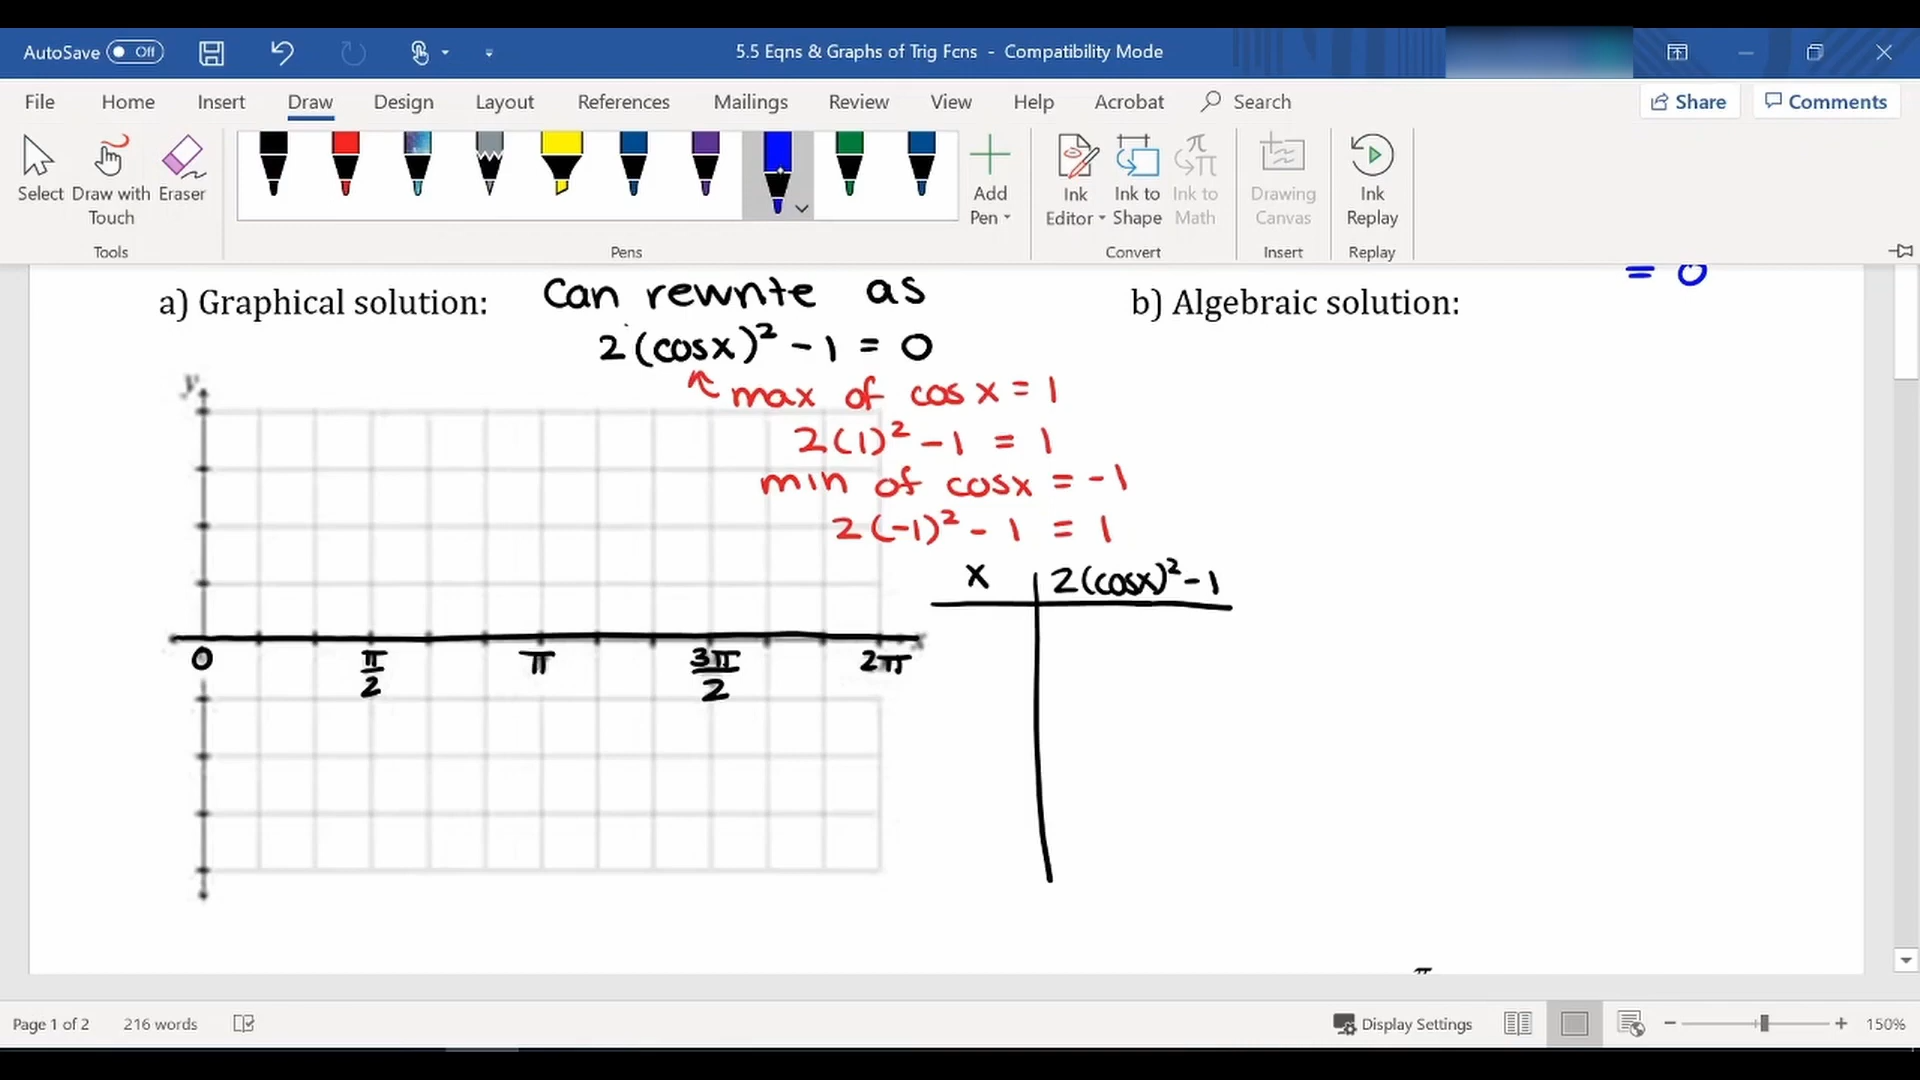 AutoSave Off
5.5 Eqns & Graphs of Trig Fcns - Compatibility Mode
File Home Insert Draw Design Layout References Mailings Review View Help Acrobat Search Share Comments
Select
Draw with Touch
Eraser
Add Pen
Ink Editor
Ink to Shape
Ink to Math
Drawing Canvas
Ink Replay
Tools Pens Convert Insert Replay
= 0
a) Graphical solution:
Can rewrite as
2(cosx)² - 1 = 0
b) Algebraic solution:
max of cos x = 1
2(1)² - 1 = 1
min of cosx = -1
2(-1)² - 1 = 1
x 2(cosx)² - 1
y
x
0 π/2 π 3π/2 2π
π
Page 1 of 2 216 words Display Settings 150%